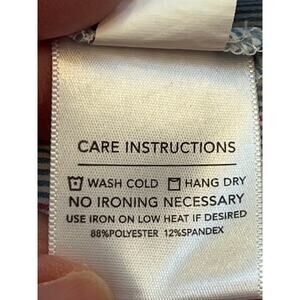 CARE INSTRUCTIONS
WASH COLD HANG DRY
NO IRONING NECESSARY
USE IRON ON LOW HEAT IF DESIRED
88%POLYESTER 12%SPANDEX